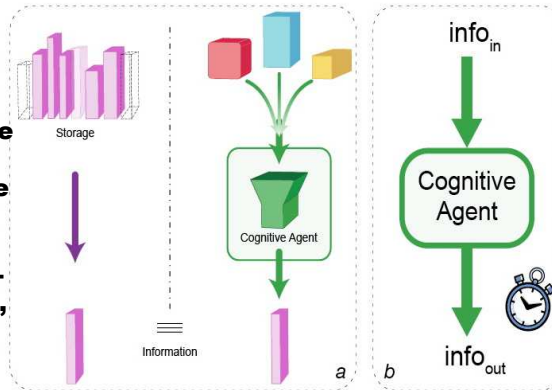 Storage
Cognitive Agent
Information
a
info in
Cognitive
Agent
info out
b